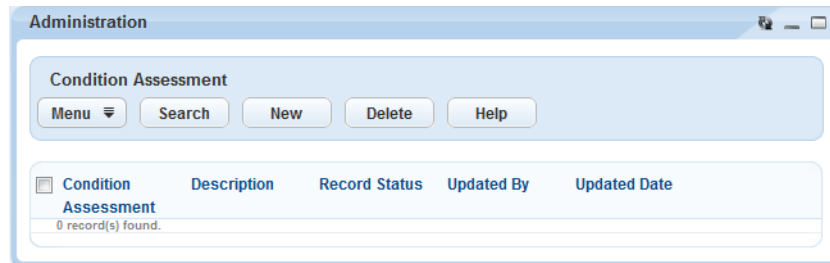 Administration
Condition Assessment
Menu Search New Delete Help
Condition Description Record Status Updated By Updated Date
Assessment
0 record(s) found.